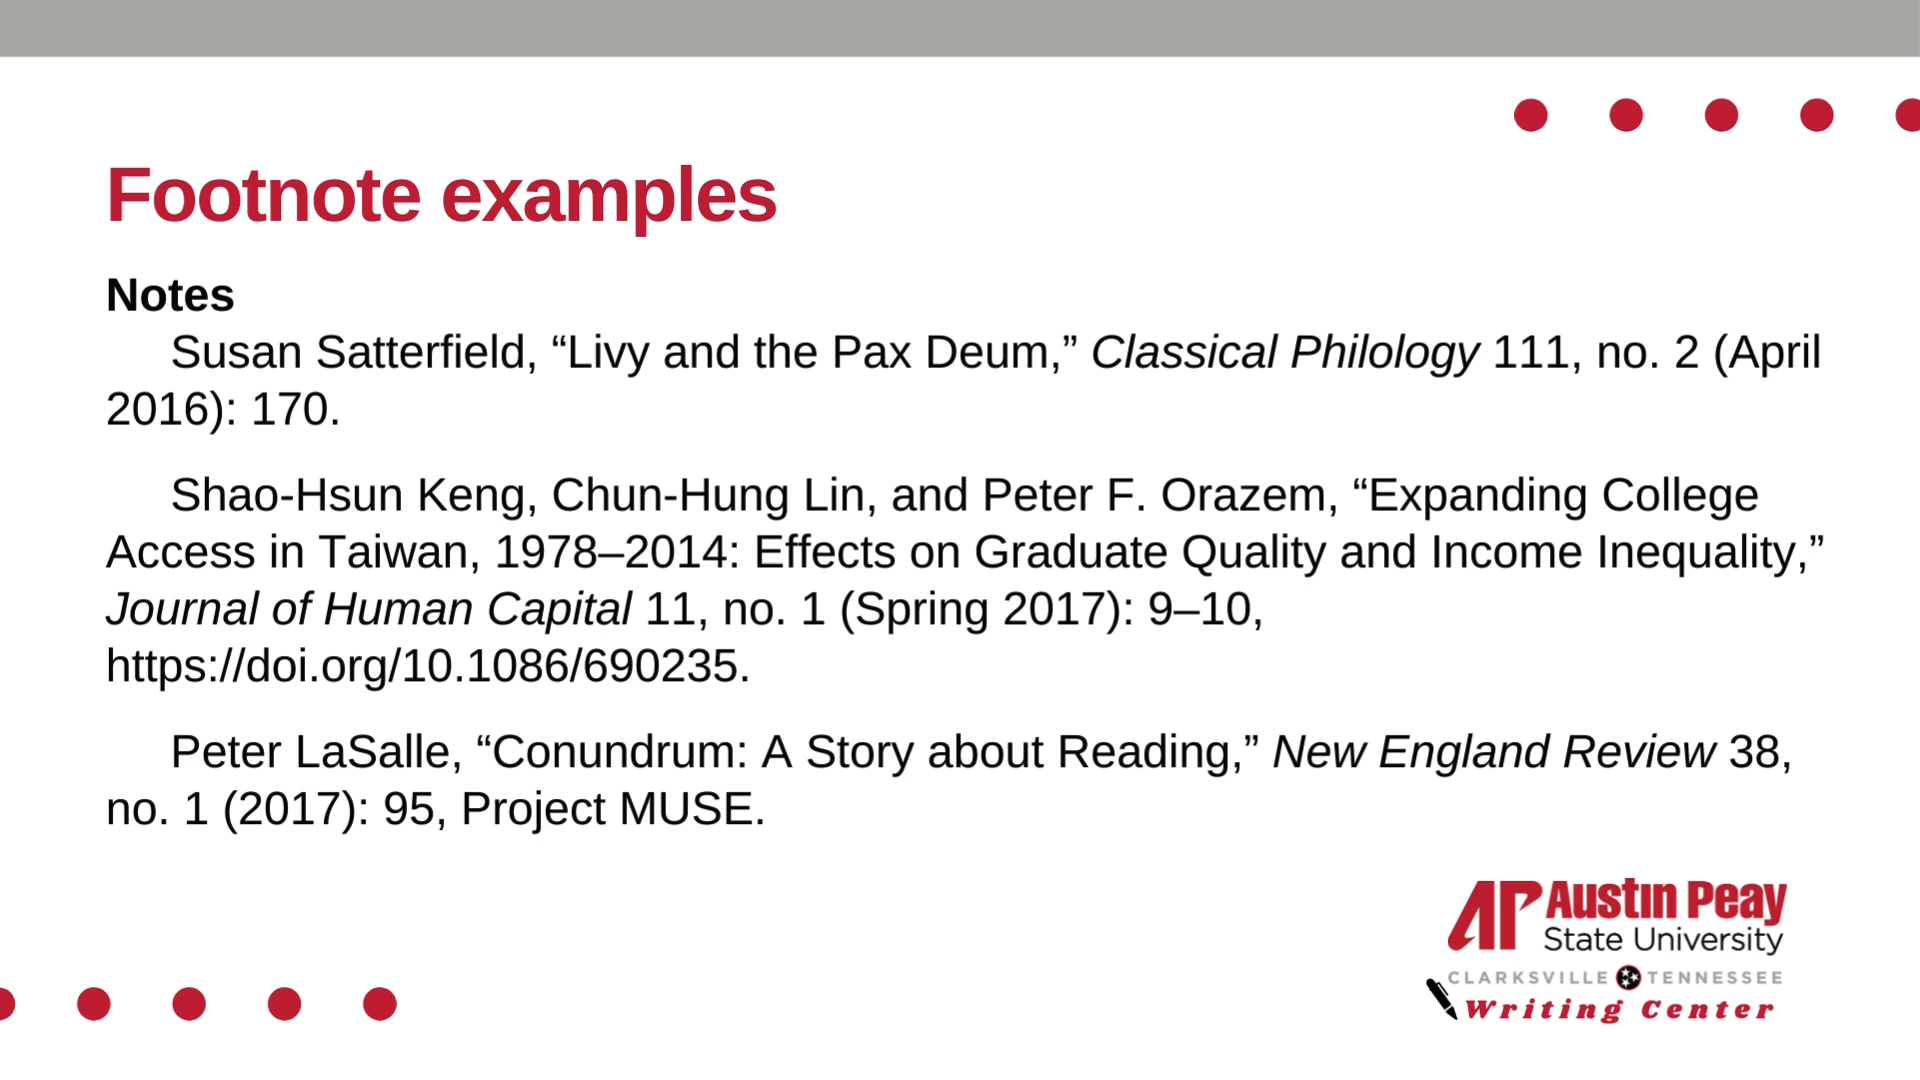 Footnote examples
Notes
Susan Satterfield, “Livy and the Pax Deum,” Classical Philology 111, no. 2 (April
2016): 170.
Shao-Hsun Keng, Chun-Hung Lin, and Peter F. Orazem, “Expanding College
Access in Taiwan, 1978–2014: Effects on Graduate Quality and Income Inequality,”
Journal of Human Capital 11, no. 1 (Spring 2017): 9–10,
https://doi.org/10.1086/690235.
Peter LaSalle, “Conundrum: A Story about Reading,” New England Review 38,
no. 1 (2017): 95, Project MUSE.
AP Austin Peay
State University
CLARKSVILLE TENNESSEE
Writing Center